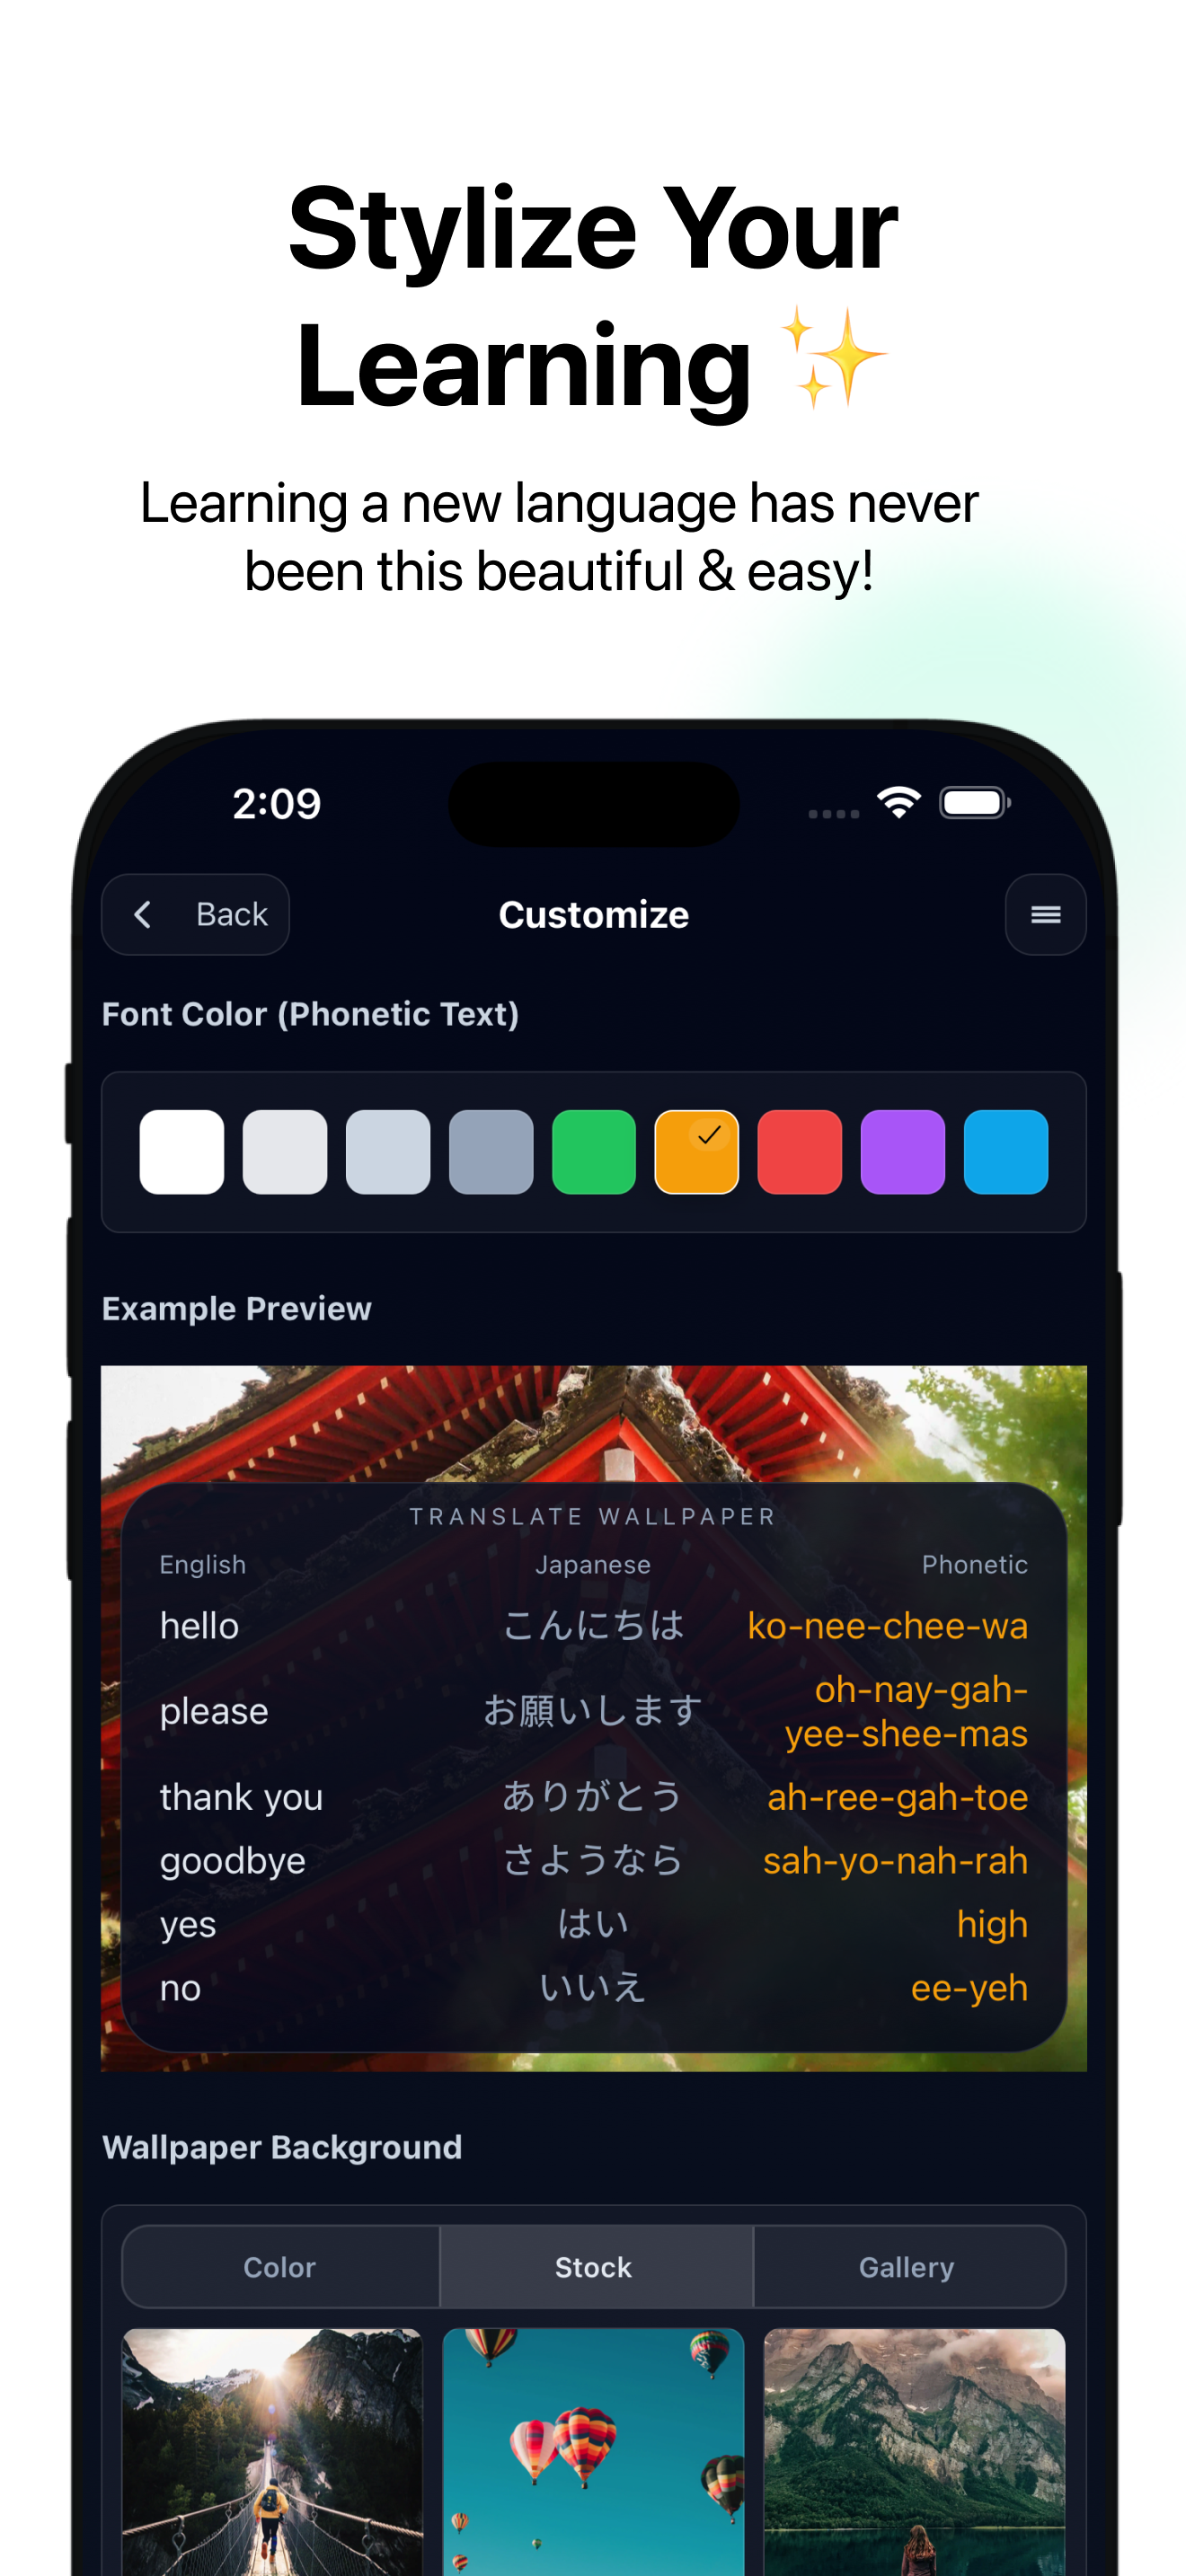 Stylize Your
Learning ✨
Learning a new language has never
been this beautiful & easy!
2:09
Back
Customize
Font Color (Phonetic Text)
Example Preview
TRANSLATE WALLPAPER
English Japanese Phonetic
hello こんにちは ko-nee-chee-wa
please お願いします oh-nay-gah-
yee-shee-mas
thank you ありがとう ah-ree-gah-toe
goodbye さようなら sah-yo-nah-rah
yes はい high
no いいえ ee-yeh
Wallpaper Background
Color Stock Gallery